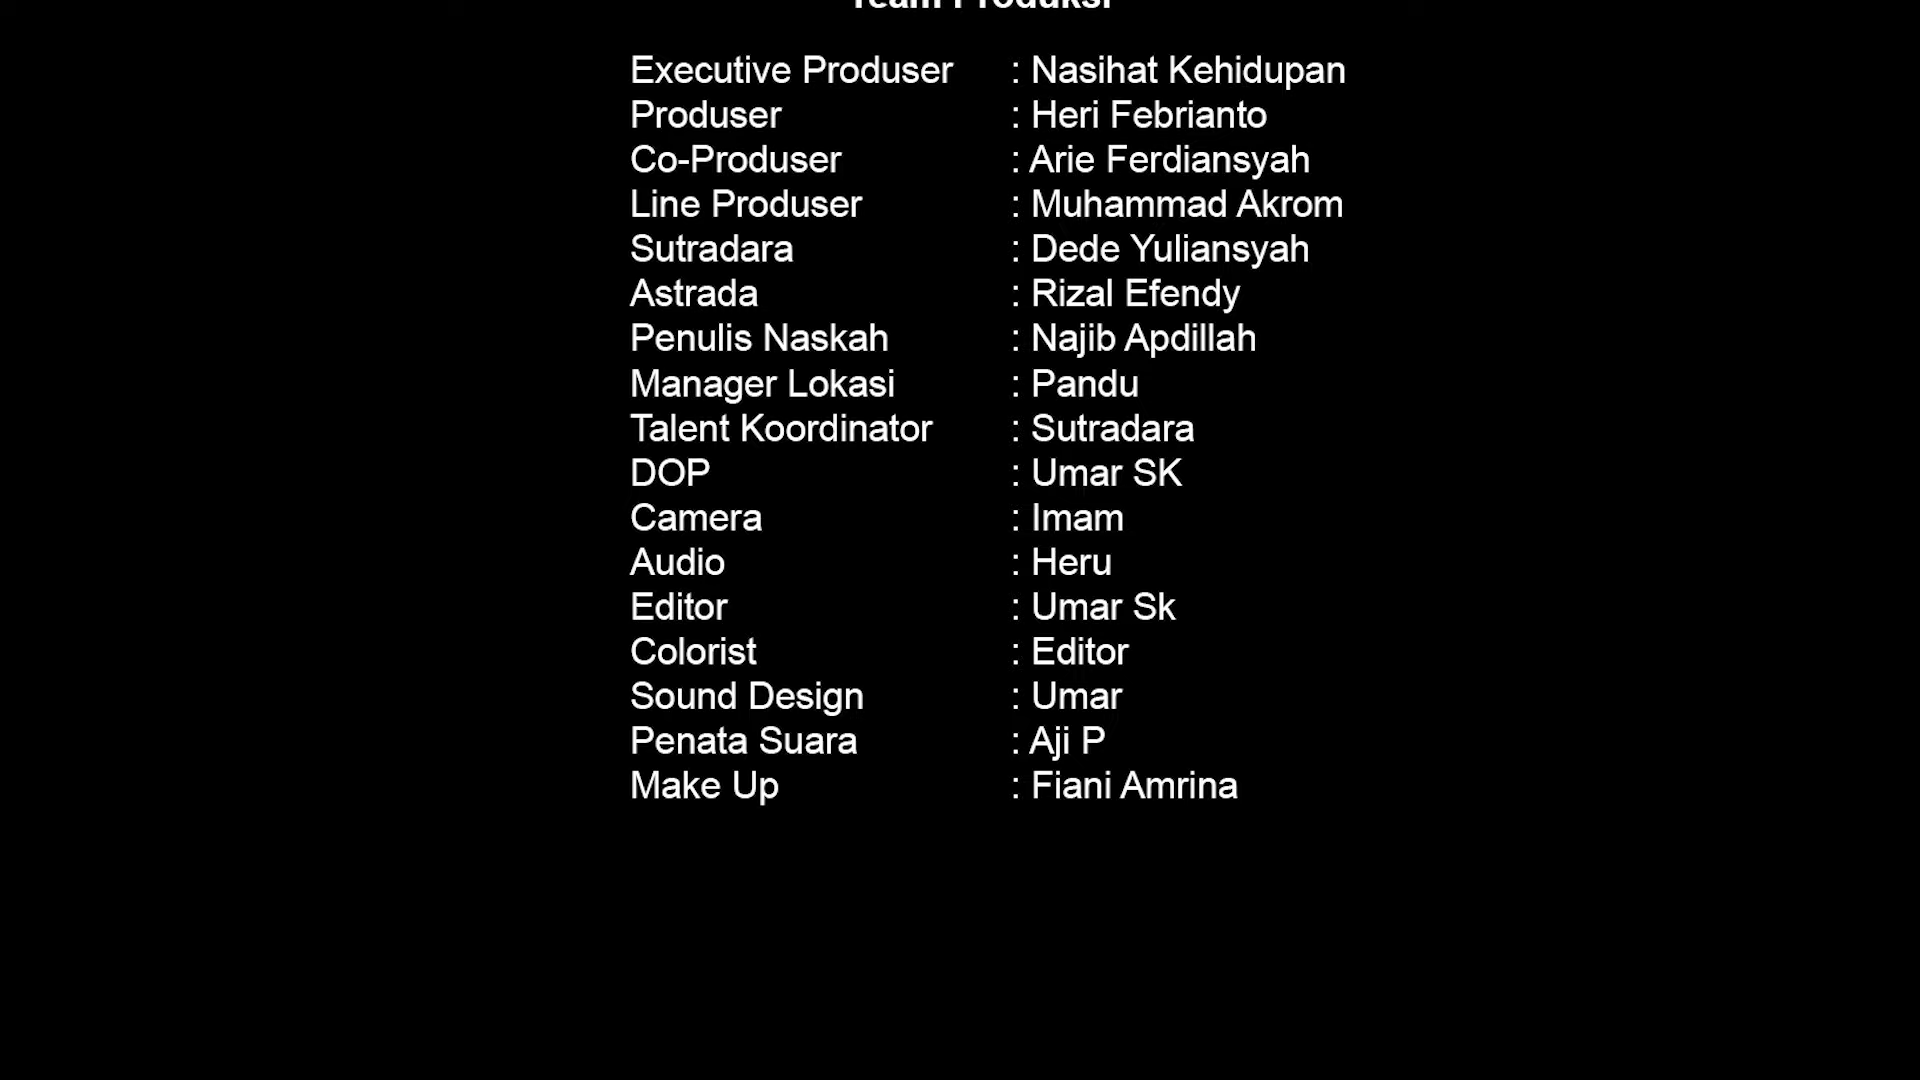 Team Produksi
Executive Produser : Nasihat Kehidupan
Produser : Heri Febrianto
Co-Produser : Arie Ferdiansyah
Line Produser : Muhammad Akrom
Sutradara : Dede Yuliansyah
Astrada : Rizal Efendy
Penulis Naskah : Najib Apdillah
Manager Lokasi : Pandu
Talent Koordinator : Sutradara
DOP : Umar SK
Camera : Imam
Audio : Heru
Editor : Umar Sk
Colorist : Editor
Sound Design : Umar
Penata Suara : Aji P
Make Up : Fiani Amrina